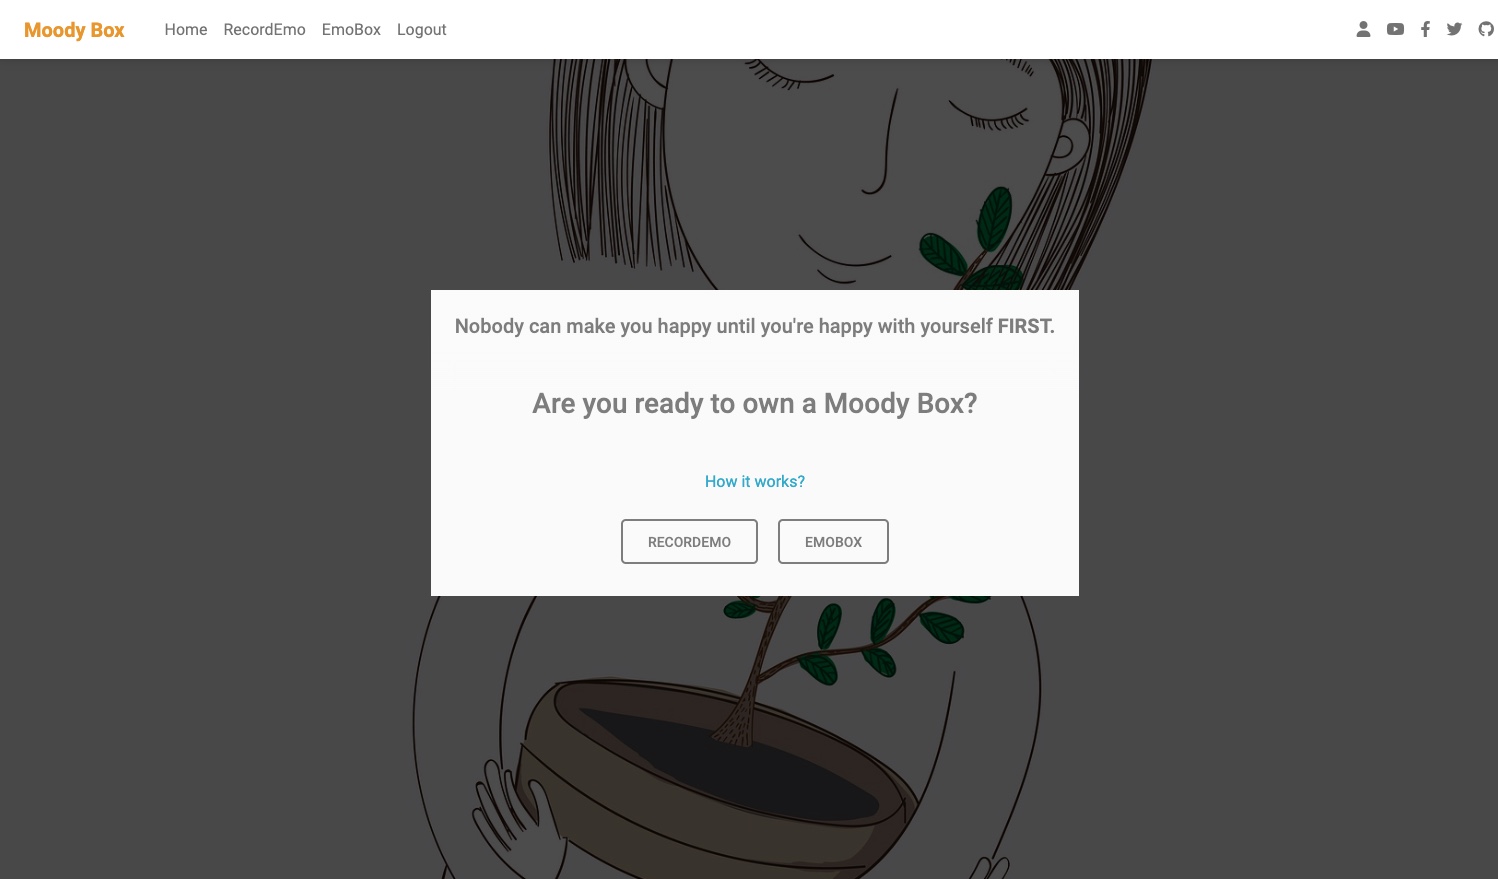 Moody Box Home RecordEmo EmoBox Logout
Nobody can make you happy until you're happy with yourself FIRST.
Are you ready to own a Moody Box?
How it works?
RECORDEMO EMOBOX